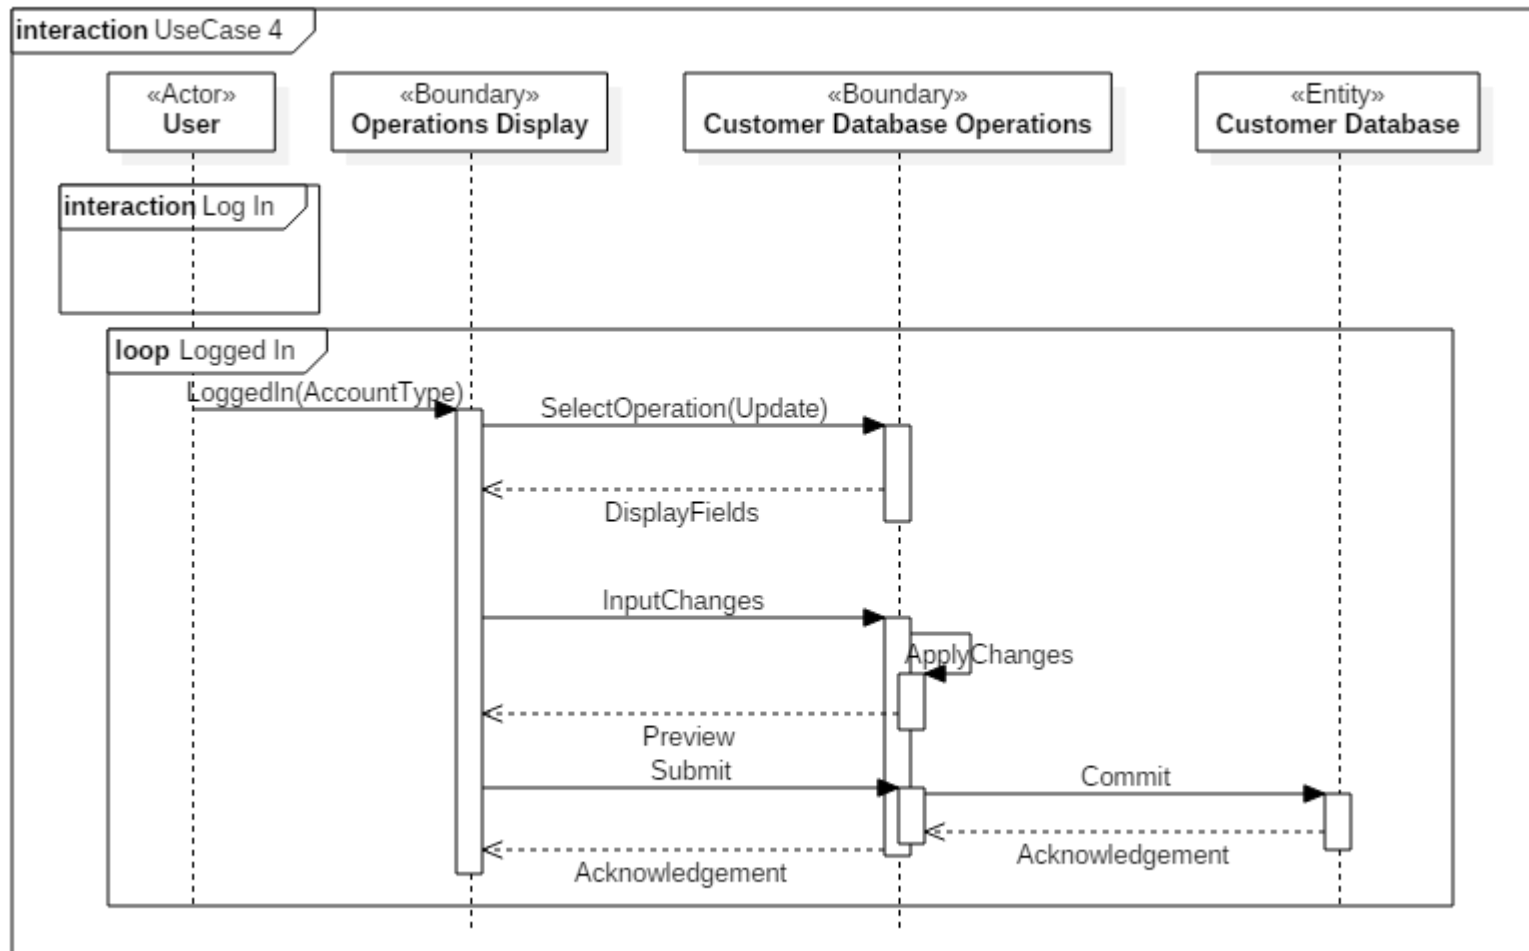 interaction UseCase 4
«Actor»
User
«Boundary»
Operations Display
«Boundary»
Customer Database Operations
«Entity»
Customer Database
interaction Log In
loop Logged In
LoggedIn(AccountType)
SelectOperation(Update)
DisplayFields
InputChanges
ApplyChanges
Preview
Submit
Commit
Acknowledgement
Acknowledgement